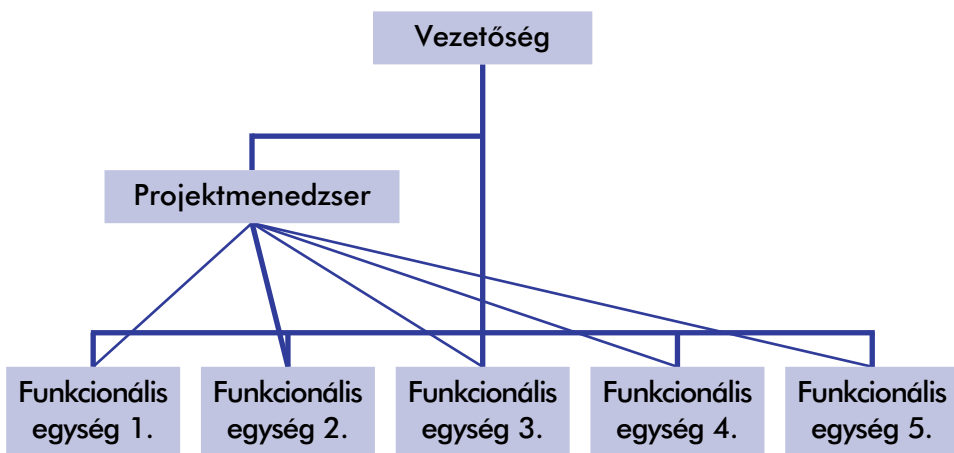 Vezetőség
Projektmenedzser
Funkcionális
egység 1.
Funkcionális
egység 2.
Funkcionális
egység 3.
Funkcionális
egység 4.
Funkcionális
egység 5.